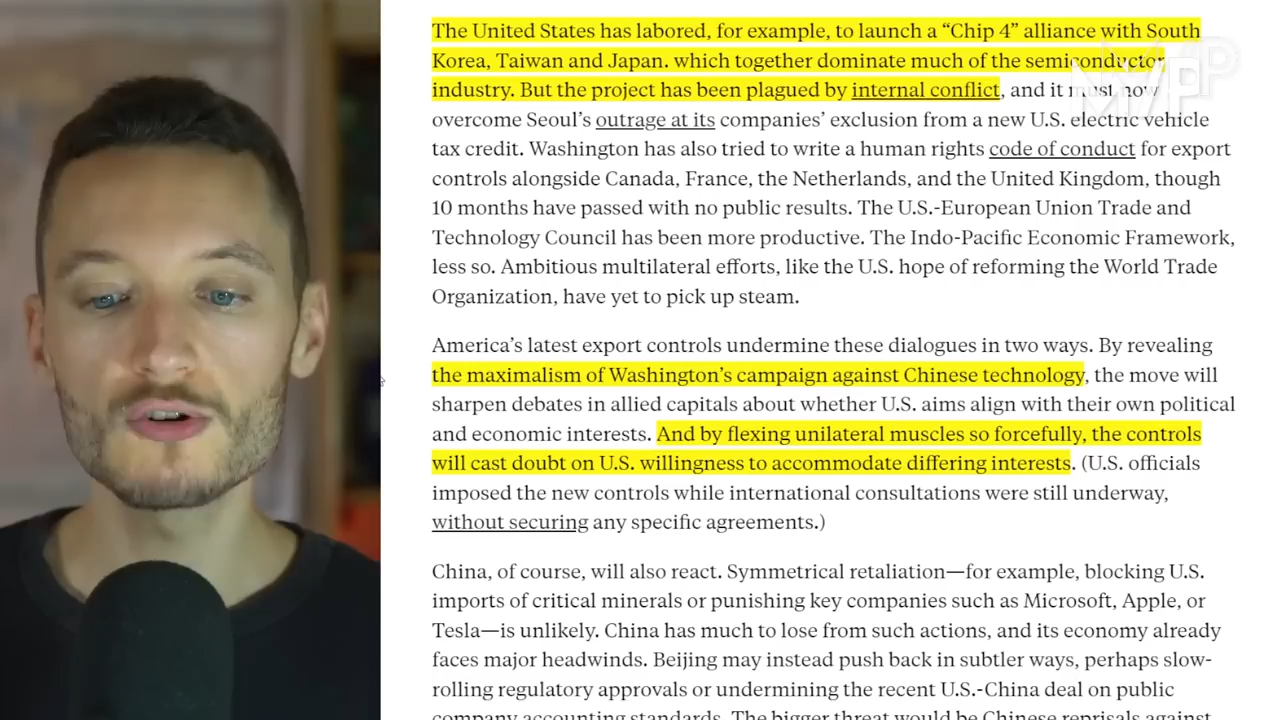 The United States has labored, for example, to launch a “Chip 4” alliance with South
Korea, Taiwan and Japan. which together dominate much of the semiconductor
industry. But the project has been plagued by internal conflict, and it must now
overcome Seoul’s outrage at its companies’ exclusion from a new U.S. electric vehicle
tax credit. Washington has also tried to write a human rights code of conduct for export
controls alongside Canada, France, the Netherlands, and the United Kingdom, though
10 months have passed with no public results. The U.S.-European Union Trade and
Technology Council has been more productive. The Indo-Pacific Economic Framework,
less so. Ambitious multilateral efforts, like the U.S. hope of reforming the World Trade
Organization, have yet to pick up steam.
America’s latest export controls undermine these dialogues in two ways. By revealing
the maximalism of Washington’s campaign against Chinese technology, the move will
sharpen debates in allied capitals about whether U.S. aims align with their own political
and economic interests. And by flexing unilateral muscles so forcefully, the controls
will cast doubt on U.S. willingness to accommodate differing interests. (U.S. officials
imposed the new controls while international consultations were still underway,
without securing any specific agreements.)
China, of course, will also react. Symmetrical retaliation—for example, blocking U.S.
imports of critical minerals or punishing key companies such as Microsoft, Apple, or
Tesla—is unlikely. China has much to lose from such actions, and its economy already
faces major headwinds. Beijing may instead push back in subtler ways, perhaps slow-
rolling regulatory approvals or undermining the recent U.S.-China deal on public
company accounting standards. The bigger threat would be Chinese reprisals against